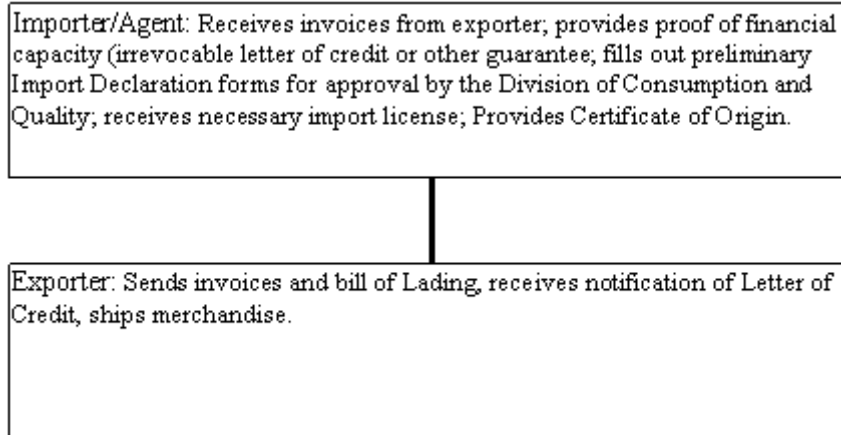 Importer/Agent: Receives invoices from exporter; provides proof of financial
capacity (irrevocable letter of credit or other guarantee; fills out preliminary
Import Declaration forms for approval by the Division of Consumption and
Quality; receives necessary import license; Provides Certificate of Origin.
Exporter: Sends invoices and bill of Lading, receives notification of Letter of
Credit, ships merchandise.